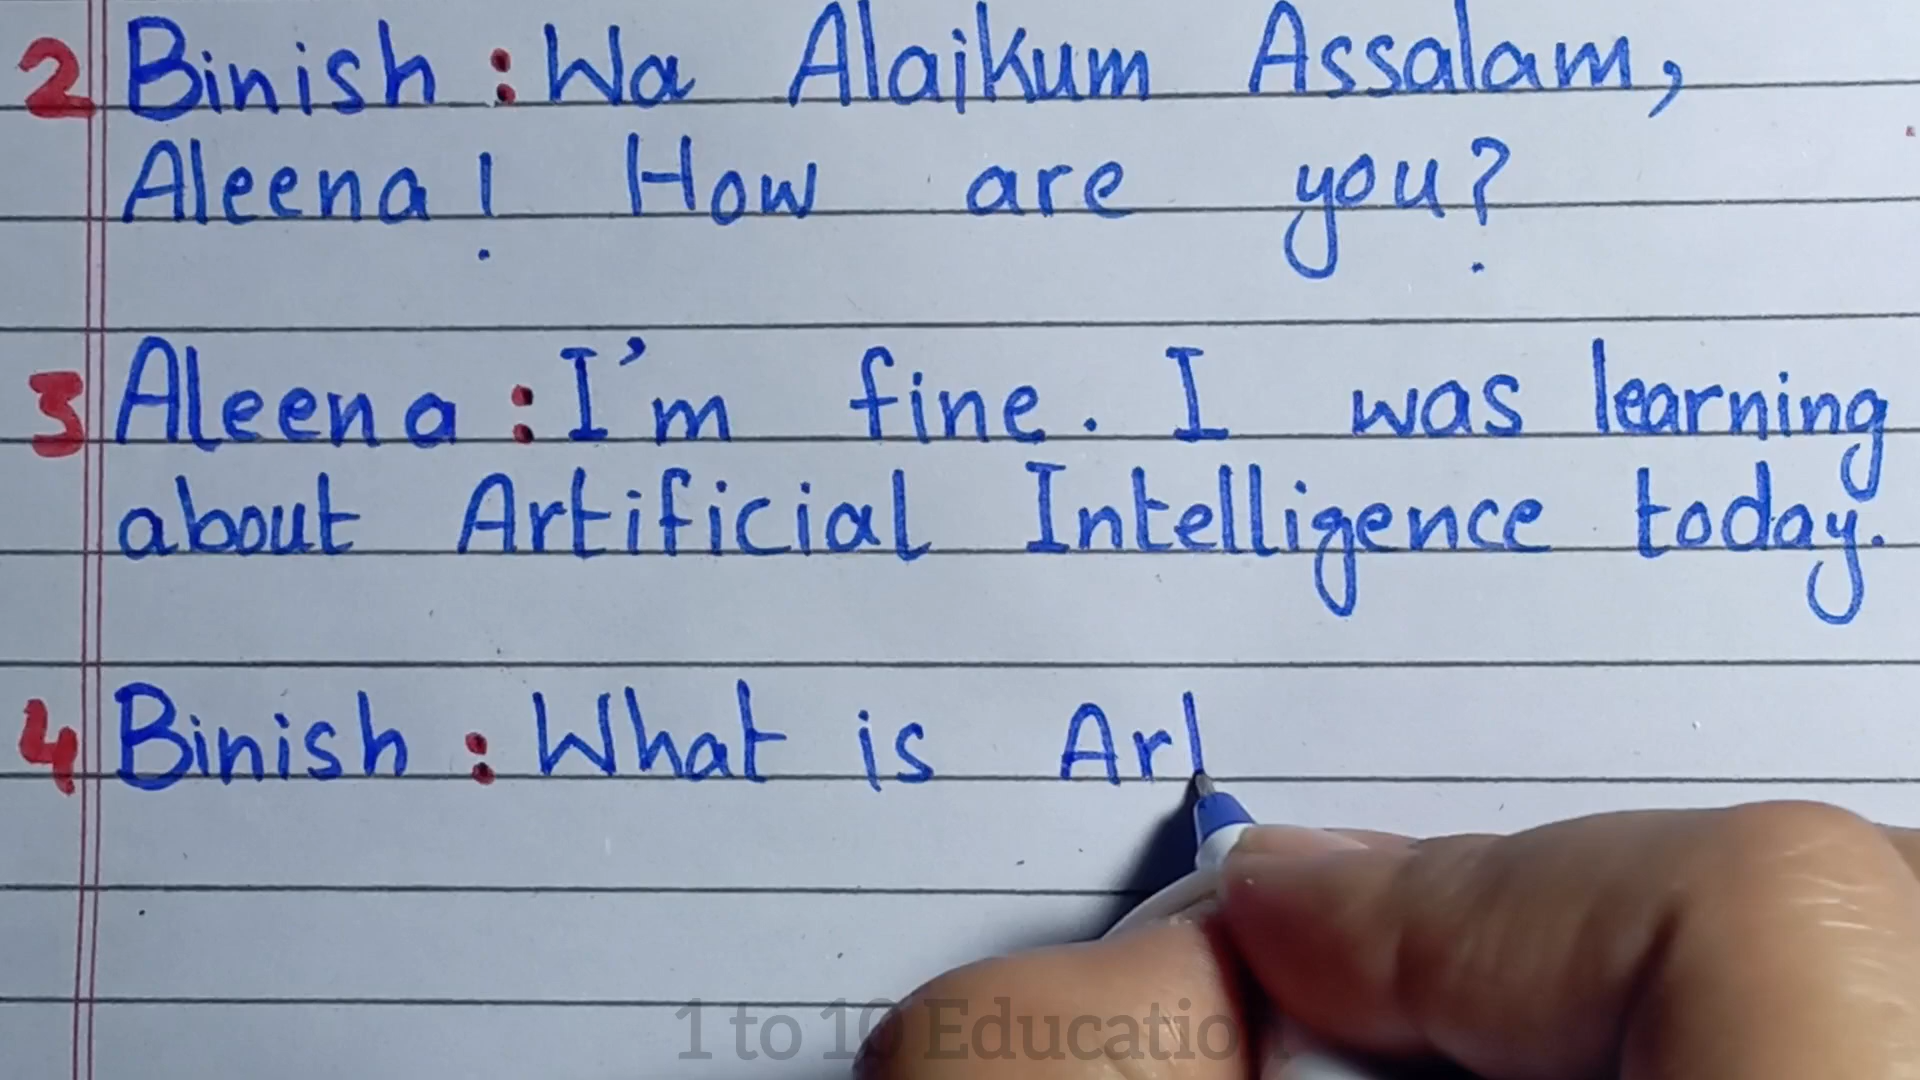 2 Binish : Wa Alaikum Assalam,
Aleena! How are you?
3 Aleena : I'm fine. I was learning
about Artificial Intelligence today.
4 Binish : What is Ar
1 to 10 Education